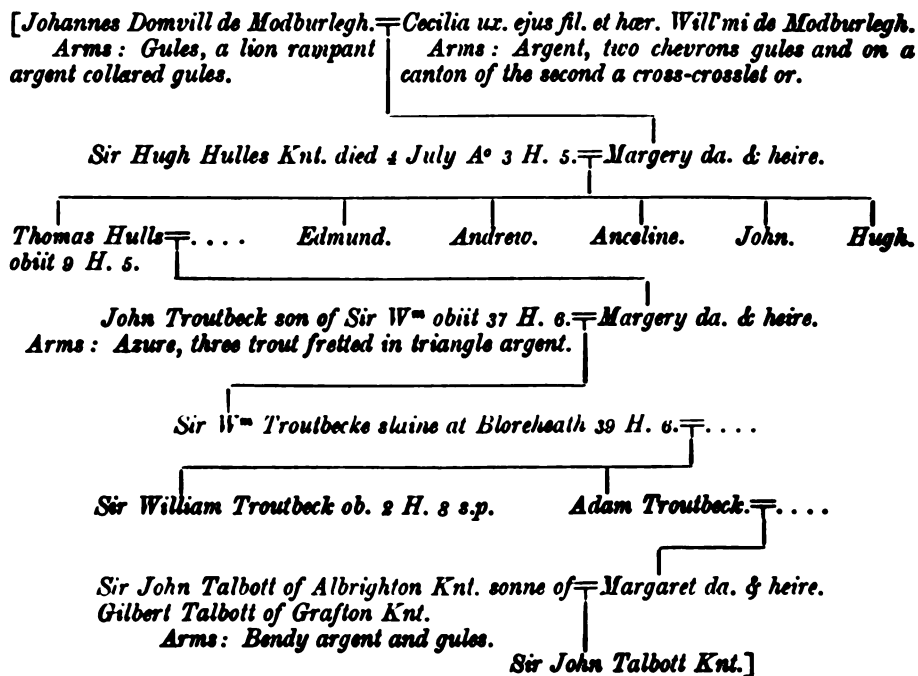 [Johannes Domvill de Modburlegh.=Cecilia ux. ejus fil. et hær. Will'mi de Modburlegh.
Arms: Gules, a lion rampant argent collared gules.
Arms: Argent, two chevrons gules and on a canton of the second a cross-crosslet or.
Sir Hugh Hulles Knt. died 4 July A° 3 H. 5.=Margery da. & heire.
Thomas Hulls=.... Edmund. Andrew. Anceline. John. Hugh.
obiit 9 H. 5.
John Troutbeck son of Sir Wm obiit 37 H. 6.=Margery da. & heire.
Arms: Azure, three trout fretted in triangle argent.
Sir Wm Troutbecke slaine at Bloreheath 39 H. 6.=....
Sir William Troutbeck ob. 2 H. 8 s.p. Adam Troutbeck.=....
Sir John Talbott of Albrighton Knt. sonne of=Margaret da. & heire.
Gilbert Talbott of Grafton Knt.
Arms: Bendy argent and gules.
Sir John Talbott Knt.]